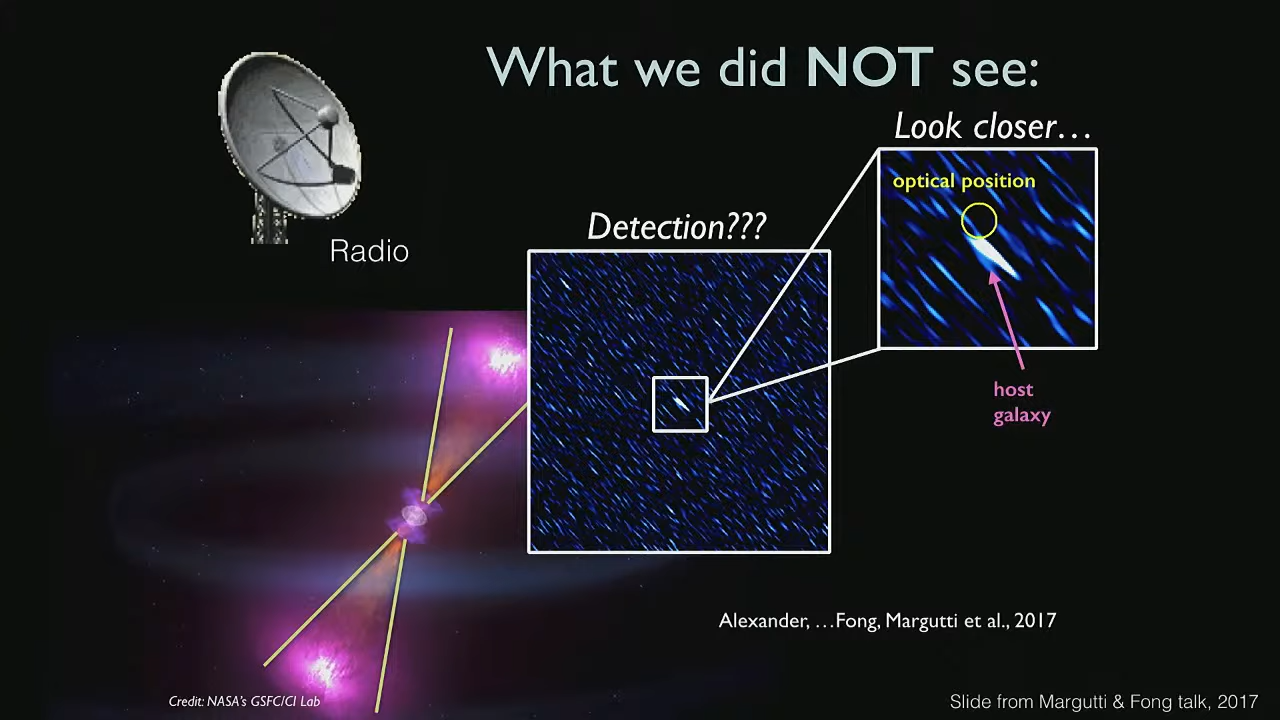 What we did NOT see:
Look closer…
optical position
Detection???
Radio
host
galaxy
Alexander, …Fong, Margutti et al., 2017
Credit: NASA's GSFC/CI Lab
Slide from Margutti & Fong talk, 2017